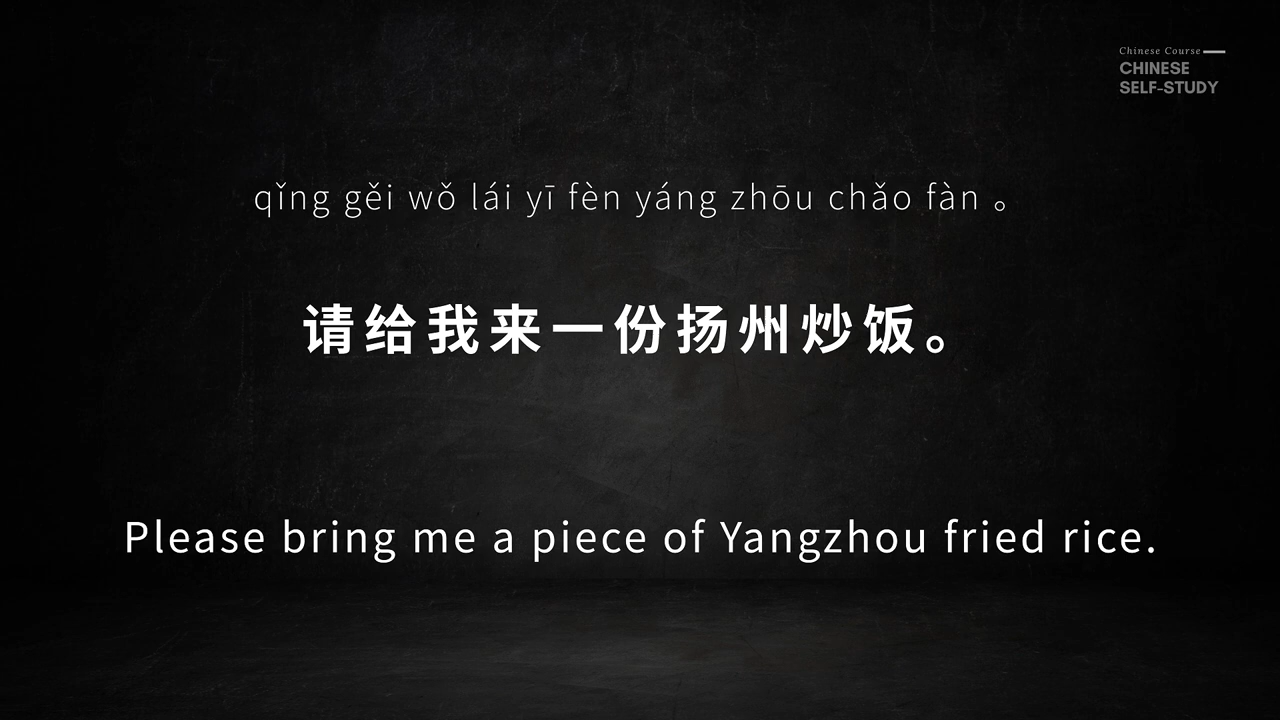 Chinese Course
CHINESE
SELF-STUDY
qǐng gěi wǒ lái yī fèn yáng zhōu chǎo fàn 。
请给我来一份扬州炒饭。
Please bring me a piece of Yangzhou fried rice.